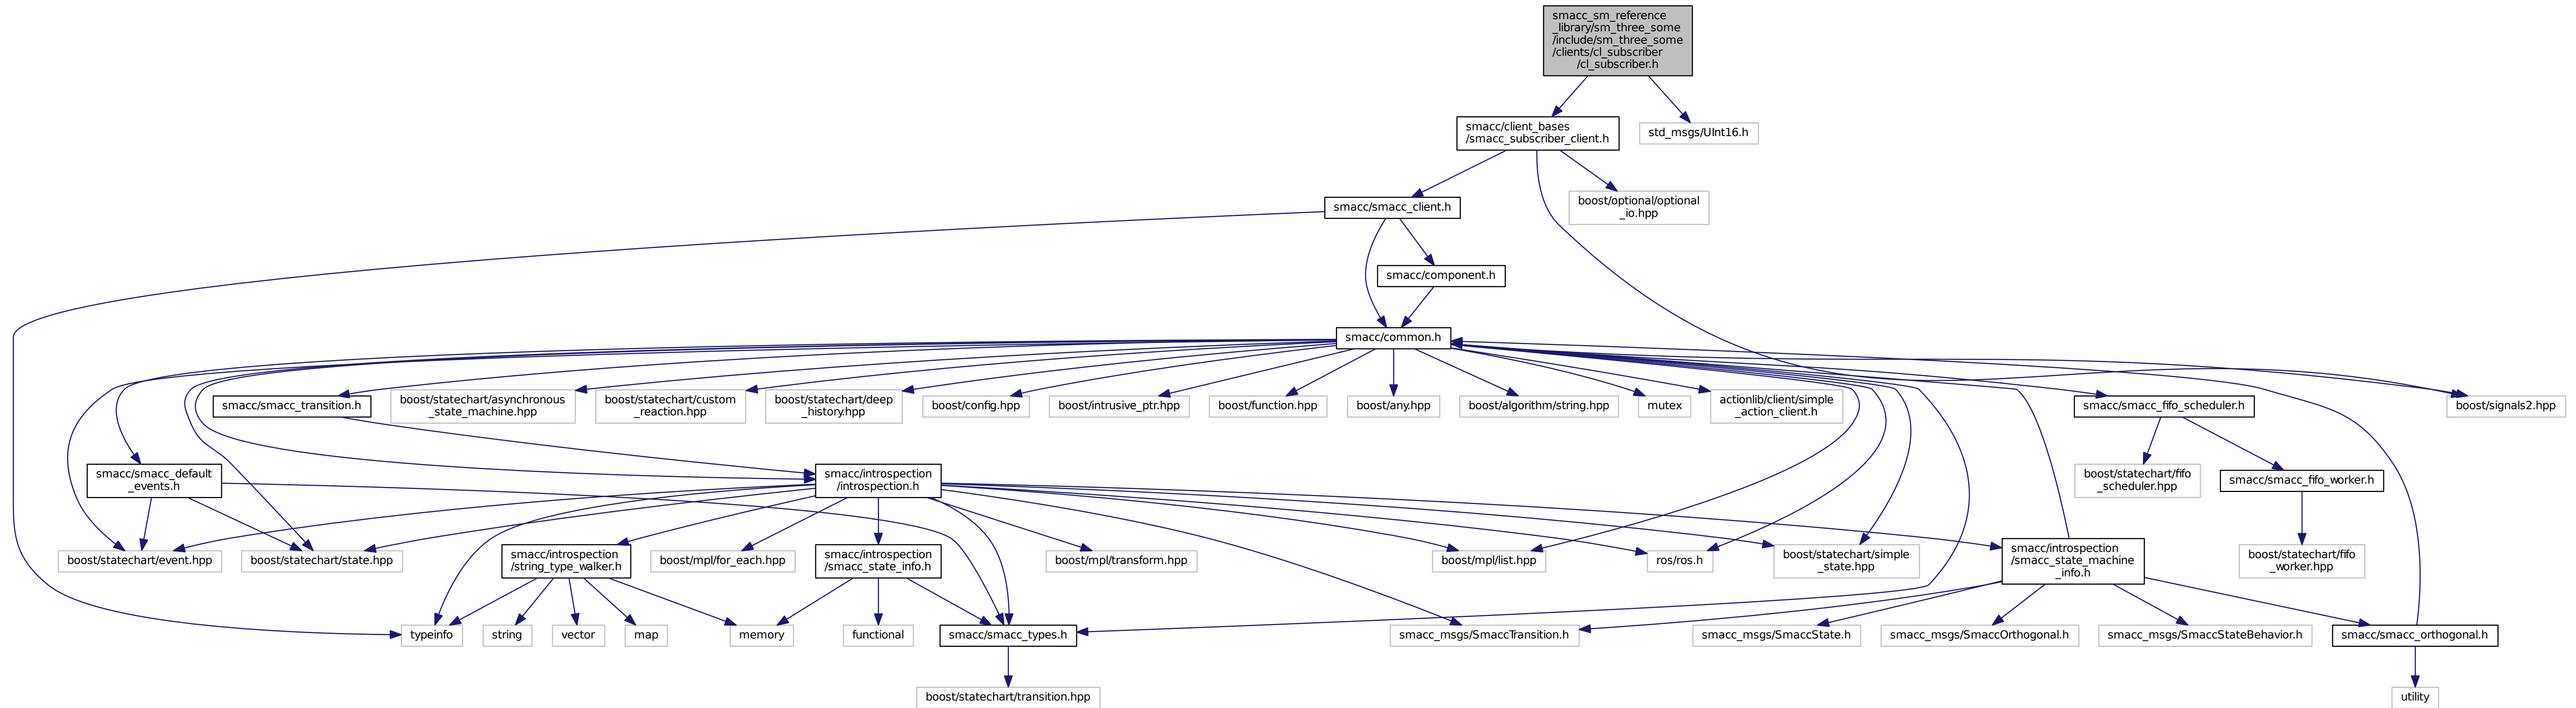 smacc_sm_reference
_library/sm_three_some
/include/sm_three_some
/clients/cl_subscriber
/cl_subscriber.h
smacc/client_bases
/smacc_subscriber_client.h
std_msgs/UInt16.h
smacc/smacc_client.h
boost/optional/optional
_io.hpp
smacc/component.h
smacc/common.h
smacc/smacc_transition.h
boost/statechart/asynchronous
_state_machine.hpp
boost/statechart/custom
_reaction.hpp
boost/statechart/deep
_history.hpp
boost/config.hpp
boost/intrusive_ptr.hpp
boost/function.hpp
boost/any.hpp
boost/algorithm/string.hpp
mutex
actionlib/client/simple
_action_client.h
smacc/smacc_fifo_scheduler.h
boost/signals2.hpp
smacc/smacc_default
_events.h
smacc/introspection
/introspection.h
boost/statechart/fifo
_scheduler.hpp
smacc/smacc_fifo_worker.h
boost/statechart/event.hpp
boost/statechart/state.hpp
smacc/introspection
/string_type_walker.h
boost/mpl/for_each.hpp
smacc/introspection
/smacc_state_info.h
boost/mpl/transform.hpp
boost/mpl/list.hpp
ros/ros.h
boost/statechart/simple
_state.hpp
smacc/introspection
/smacc_state_machine
_info.h
boost/statechart/fifo
_worker.hpp
typeinfo
string
vector
map
memory
functional
smacc/smacc_types.h
smacc_msgs/SmaccTransition.h
smacc_msgs/SmaccState.h
smacc_msgs/SmaccOrthogonal.h
smacc_msgs/SmaccStateBehavior.h
smacc/smacc_orthogonal.h
boost/statechart/transition.hpp
utility